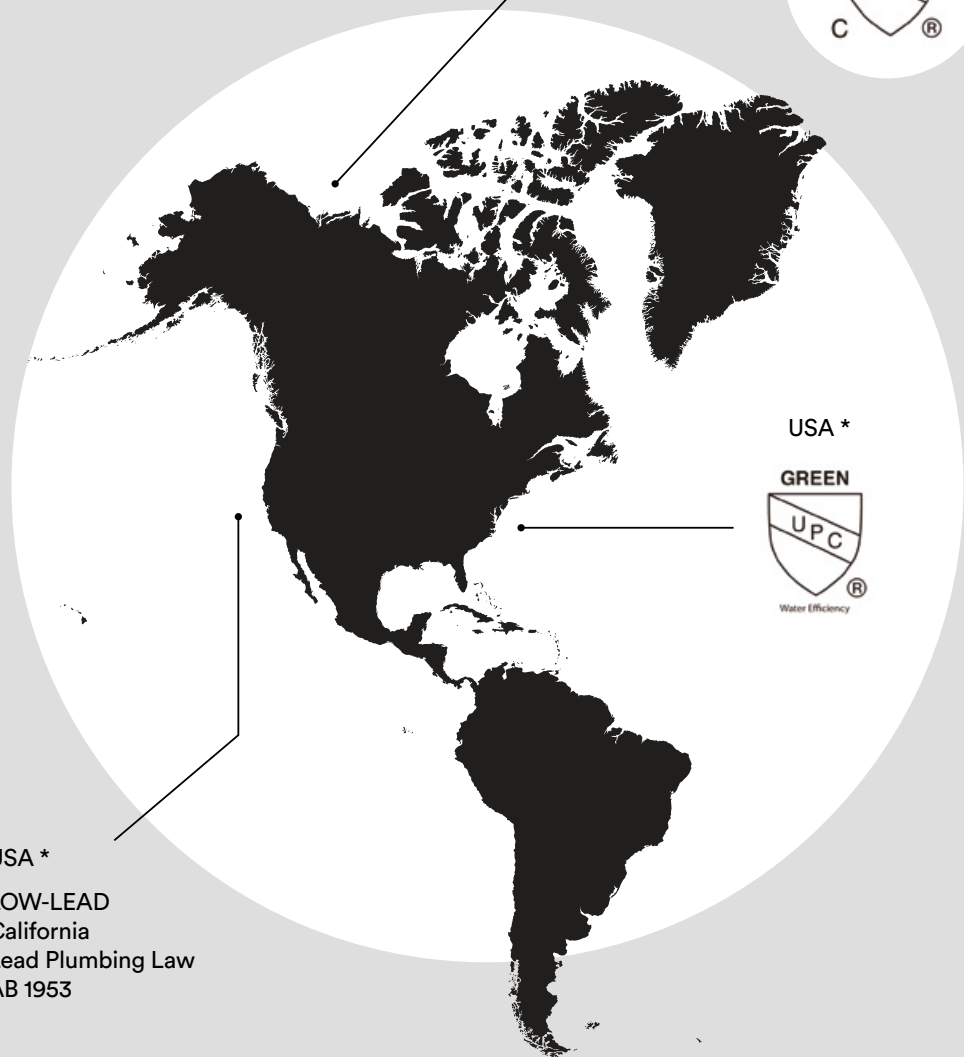 C ®
USA *
GREEN
UPC
®
Water Efficiency
USA *
LOW-LEAD
California
Lead Plumbing Law
AB 1953